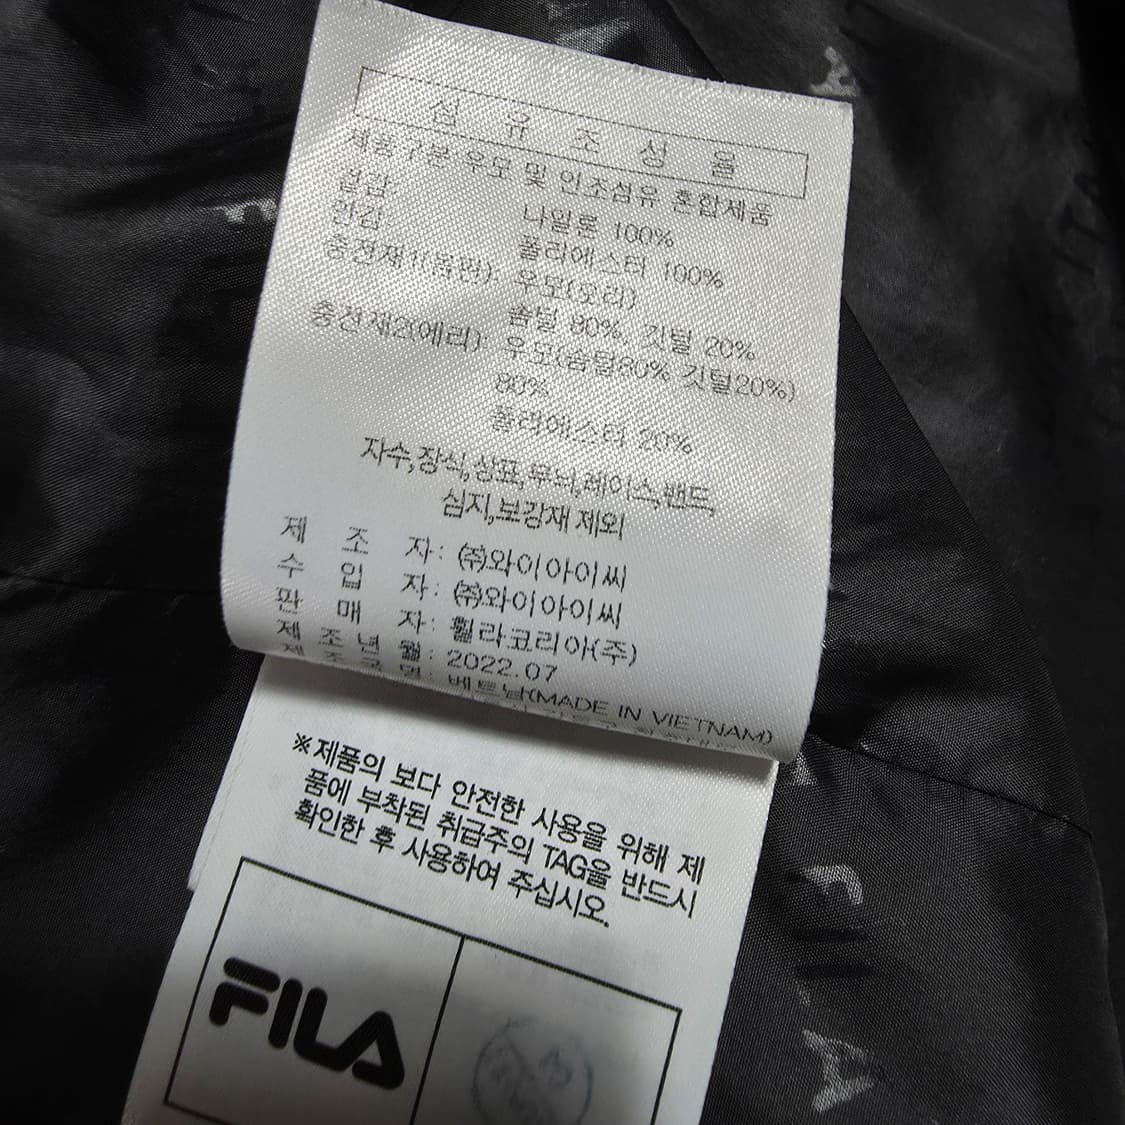 섬 유 조 성 율
제품구분 우모 및 인조섬유 혼합제품
겉감: 나일론 100%
안감: 폴리에스터 100%
충전재1(몸판): 우모(오리)
솜털 80%, 깃털 20%
충전재2(에리): 우모(솜털80% 깃털20%)
80%
폴리에스터 20%
자수,장식,상표,무늬,레이스,밴드,
심지,보강재 제외
제 조 자: ㈜와이아이씨
수 입 자: ㈜와이아이씨
판 매 자: 휠라코리아(주)
제 조 년 월: 2022.07
제 조 국 명: 베트남(MADE IN VIETNAM)
※제품의 보다 안전한 사용을 위해 제
품에 부착된 취급주의 TAG을 반드시
확인한 후 사용하여 주십시오.
FILA